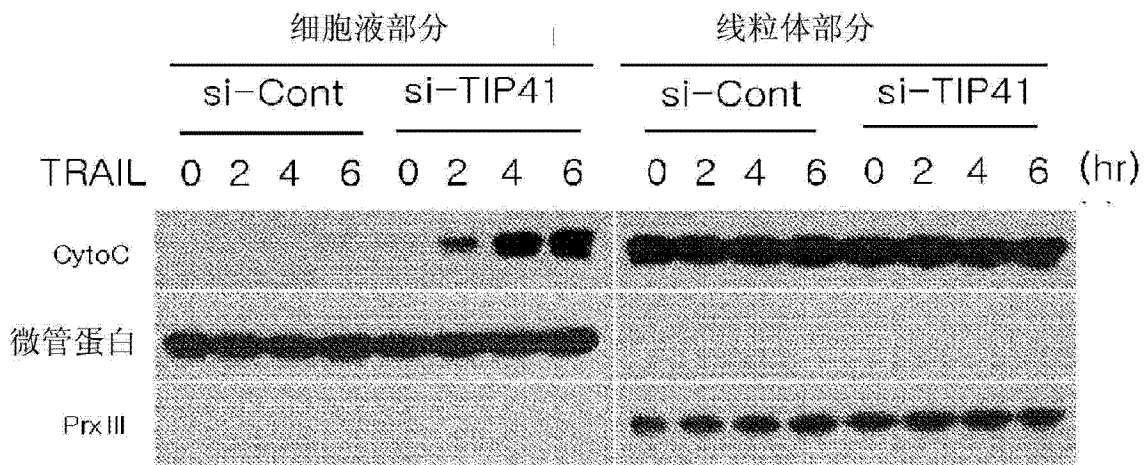 细胞液部分 线粒体部分
si-Cont si-TIP41 si-Cont si-TIP41
TRAIL 0 2 4 6 0 2 4 6 0 2 4 6 0 2 4 6 (hr)
CytoC
微管蛋白
Prx III